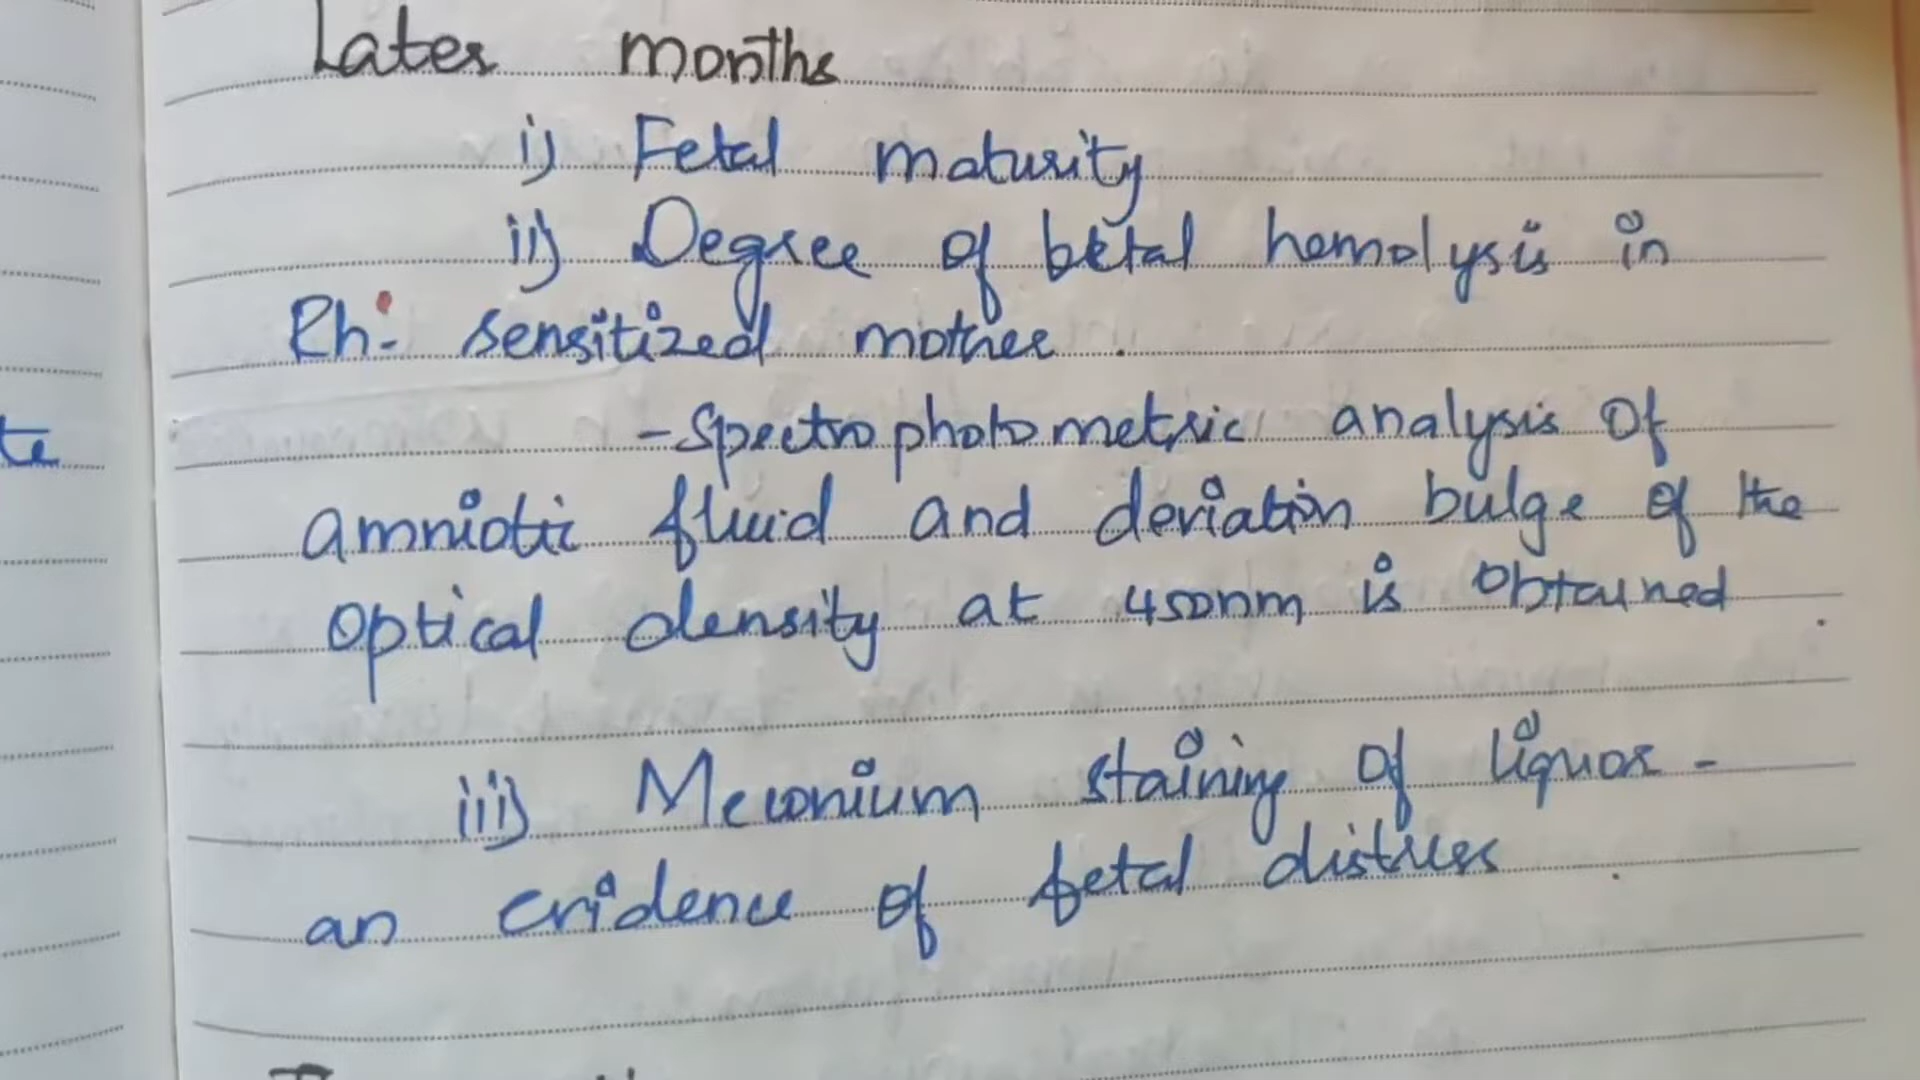 Later months
i) Fetal maturity
ii) Degree of fetal hemolysis in
Rh- sensitized mother.
- Spectrophotometric analysis of
te
amniotic fluid and deviation bulge of the
optical density at 450nm is obtained.
iii) Meconium staining of liquor -
an evidence of fetal distress.